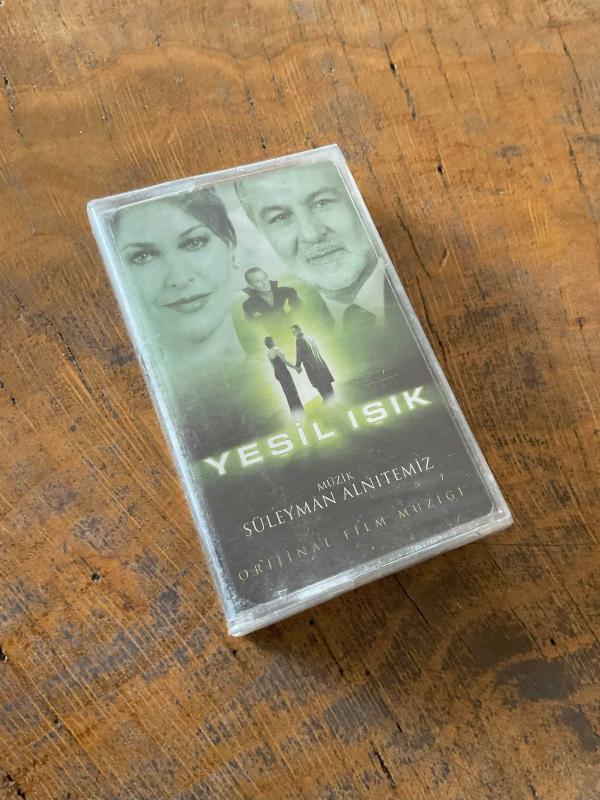 YEŞİL IŞIK
MÜZİK
SÜLEYMAN ALNITEMİZ
ORİJİNAL FİLM MÜZİĞİ